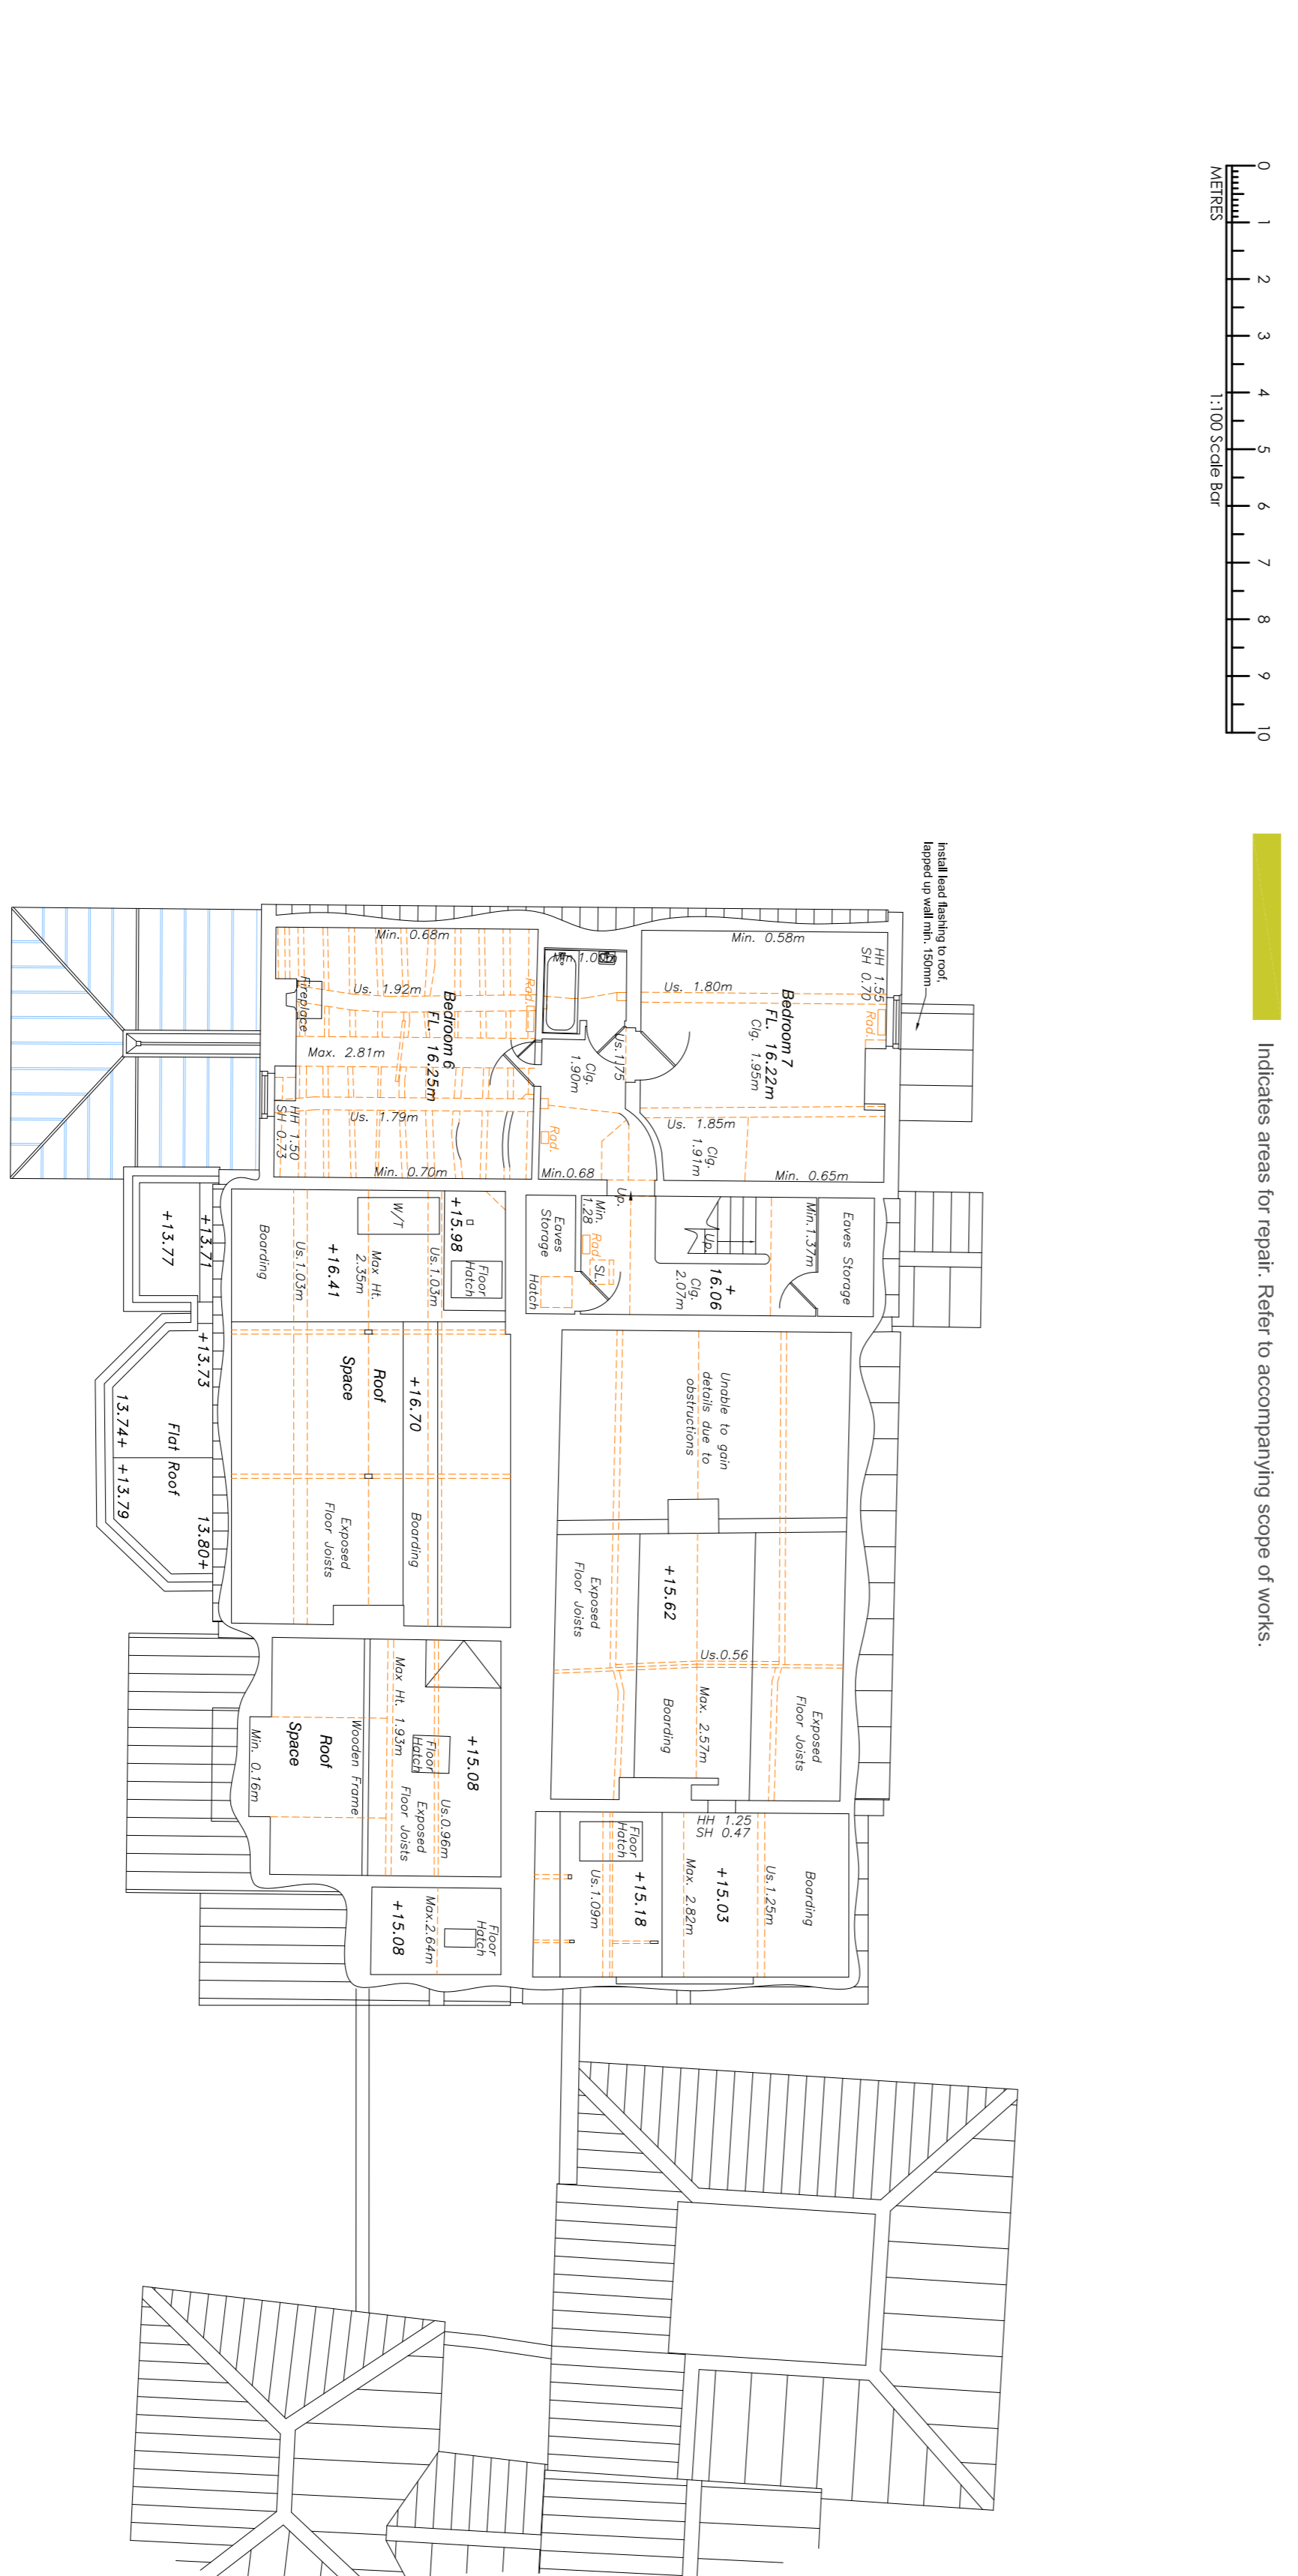 0 1 2 3 4 5 6 7 8 9 10
METRES
1:100 Scale Bar
Indicates areas for repair. Refer to accompanying scope of works.
install lead flashing to roof,
lapped up wall min. 150mm
HH 1.55
SH 0.70
Rad.
Min. 0.58m
Us. 1.80m
Bedroom 7
FL. 16.22m
Clg. 1.95m
Us. 1.85m
Clg.
1.91m
Min. 0.65m
Us.1.75
Clg.
1.90m
Rad.
Min.0.68
Min. 0.68m
Rad.
Us. 1.92m
Bedroom 6
FL. 16.25m
Fireplace
Max. 2.81m
Us. 1.79m
HH 1.50
SH 0.73
Min. 0.70m
Eaves Storage
Min.1.37m
Up.
+
16.06
Clg.
2.07m
Up.
Min.
1.28
Rad.
SL.
Eaves
Storage
Hatch
+15.98
Floor
Hatch
Us.1.03m
W/T
Max Ht.
2.35m
+16.41
Us.1.03m
Boarding
+13.71
+13.77
+13.73
Roof
Space
+16.70
Boarding
Exposed
Floor Joists
13.74+
+13.79
Flat Roof
13.80+
Unable to gain
details due to
obstructions
+15.62
Exposed
Floor Joists
Us.0.56
Max. 2.57m
Boarding
Exposed
Floor Joists
+15.08
Floor
Hatch
Max Ht. 1.93m
Us.0.96m
Exposed
Floor Joists
Wooden Frame
Roof
Space
Min. 0.16m
HH 1.25
SH 0.47
Boarding
Us.1.25m
+15.03
Max. 2.82m
Floor
Hatch
+15.18
Us.1.09m
Floor
Hatch
Max.2.64m
+15.08